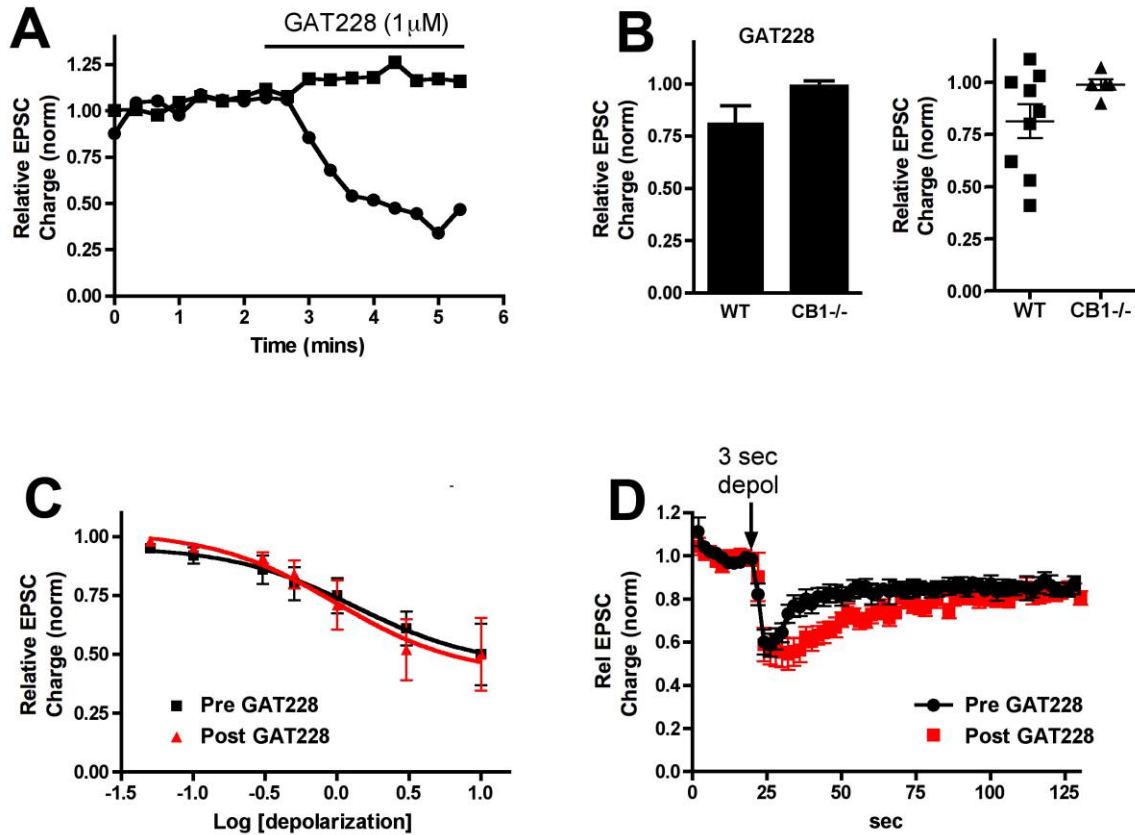 A
GAT228 (1μM)
Relative EPSC
Charge (norm)
1.25
1.00
0.75
0.50
0.25
0.00
0 1 2 3 4 5 6
Time (mins)
B
GAT228
Relative EPSC
Charge (norm)
1.00
0.75
0.50
0.25
0.00
WT CB1-/-
Relative EPSC
Charge (norm)
1.00
0.75
0.50
0.25
0.00
WT CB1-/-
C
Relative EPSC
Charge (norm)
1.00
0.75
0.50
0.25
0.00
Pre GAT228
Post GAT228
-1.5 -1.0 -0.5 0.0 0.5 1.0
Log [depolarization]
D
3 sec
depol
Rel EPSC
Charge (norm)
1.2
1.0
0.8
0.6
0.4
0.2
0.0
Pre GAT228
Post GAT228
0 25 50 75 100 125
sec